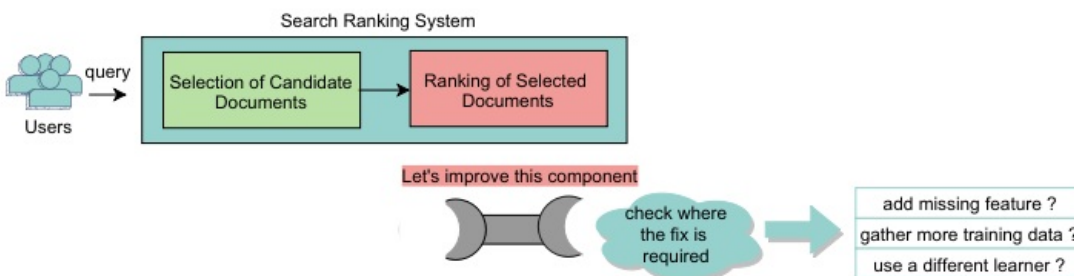 Search Ranking System
query
Users
Selection of Candidate
Documents
Ranking of Selected
Documents
Let's improve this component
check where
the fix is
required
add missing feature ?
gather more training data ?
use a different learner ?